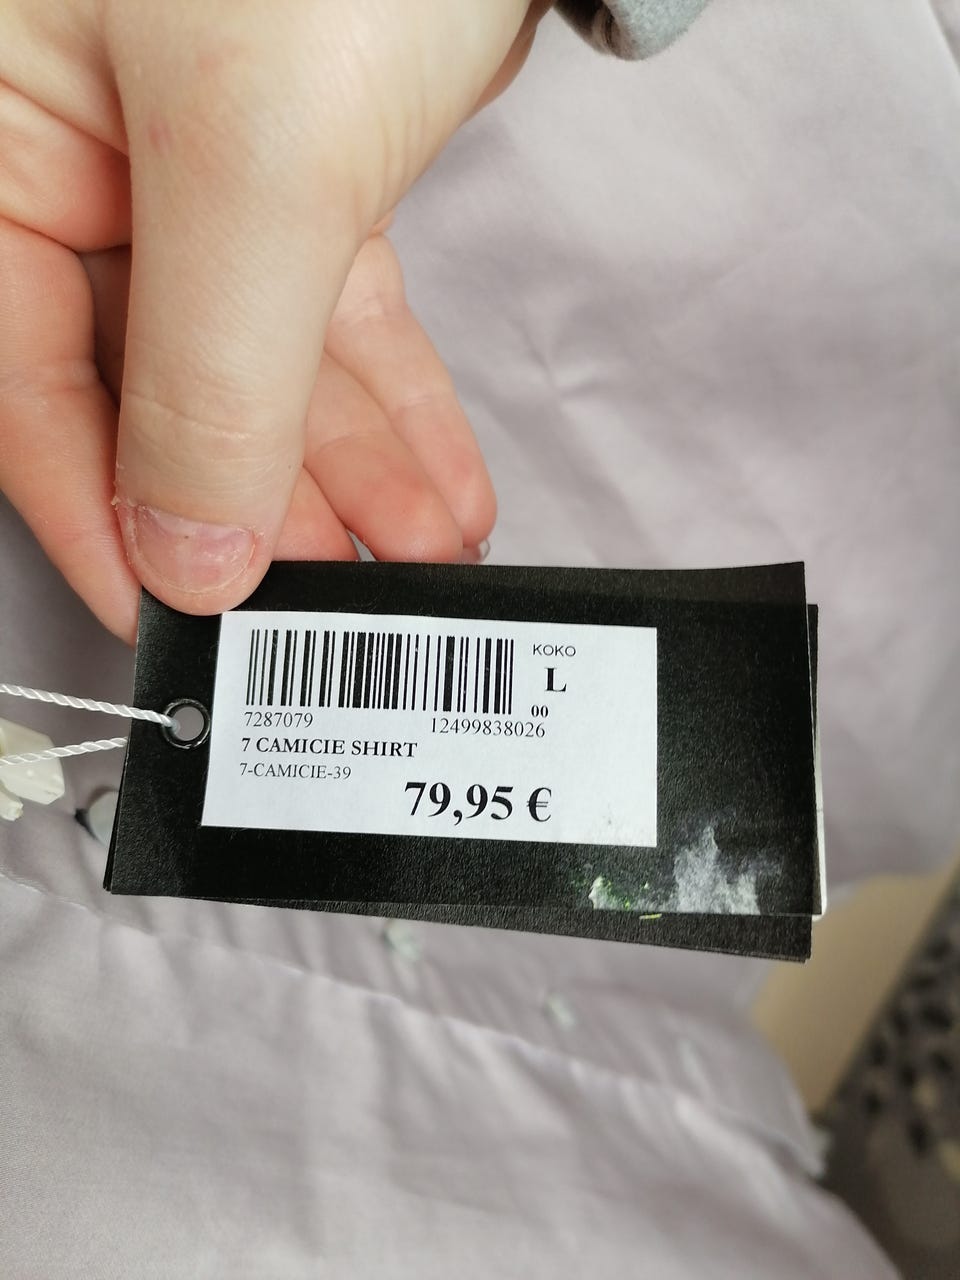 KOKO
L
00
7287079 12499838026
7 CAMICIE SHIRT
7-CAMICIE-39
79,95 €